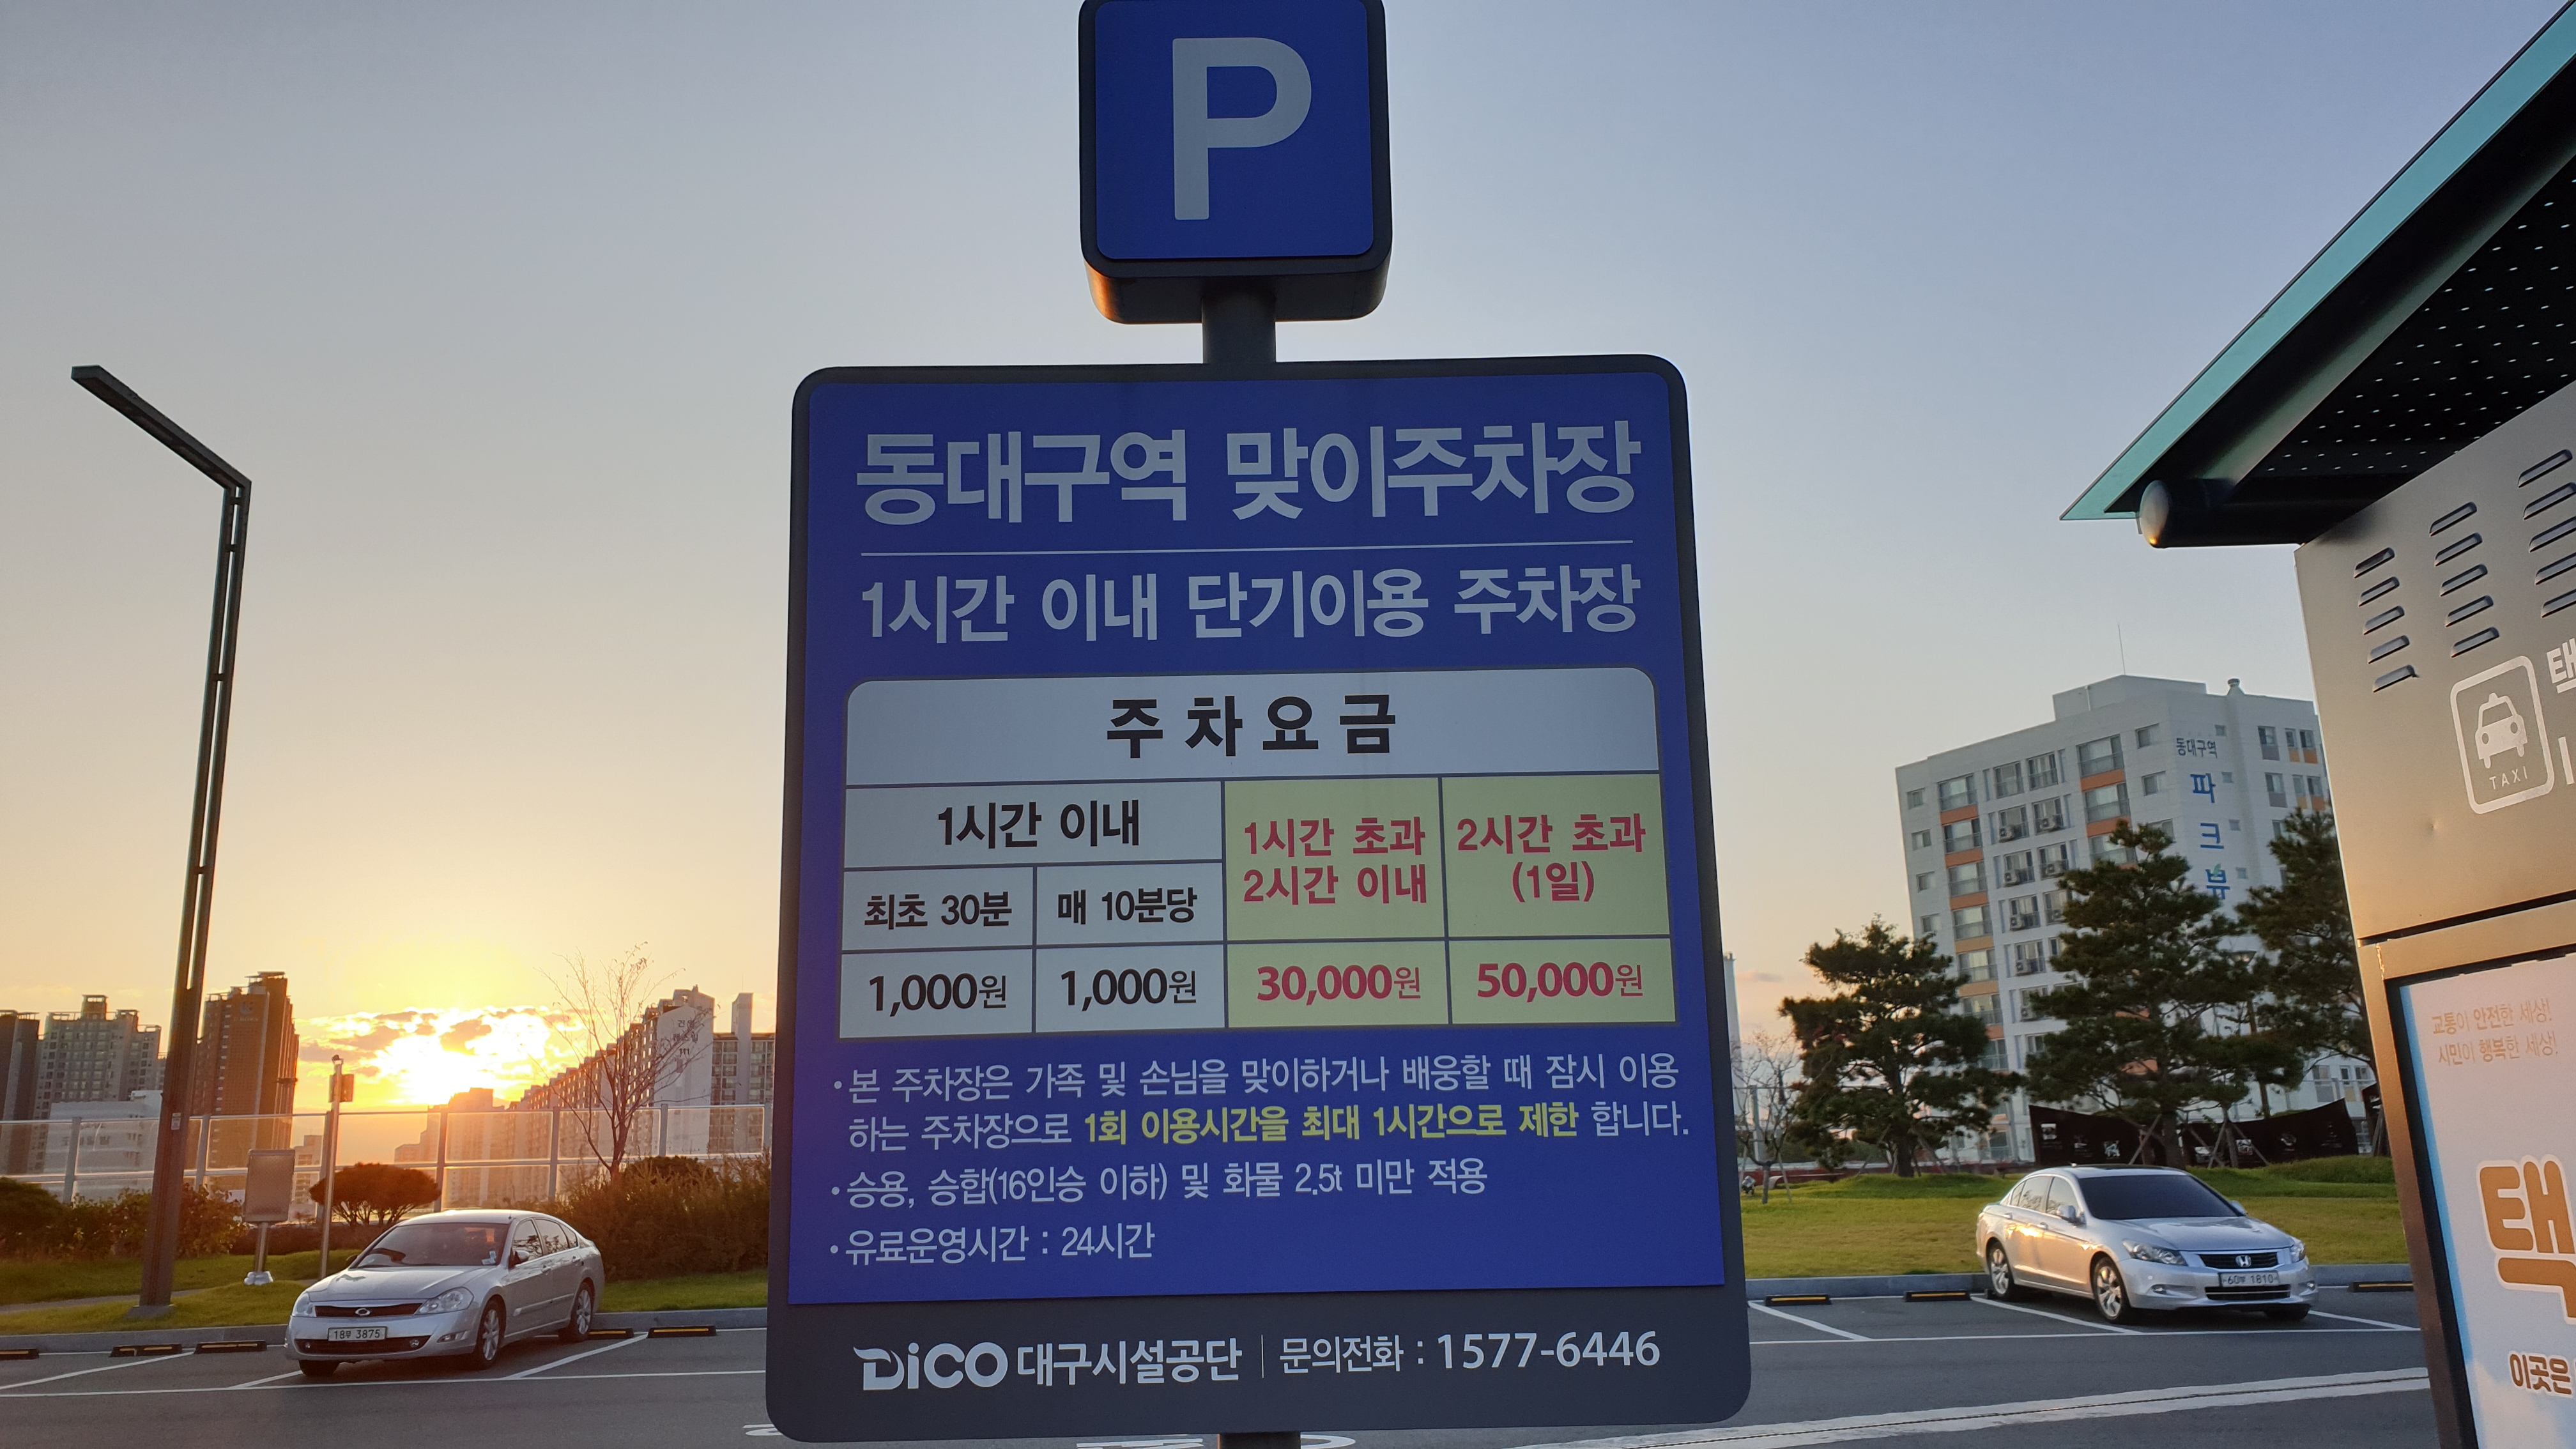 P
동대구역 맞이주차장
1시간 이내 단기이용 주차장
주차요금
1시간 이내
1시간 초과
2시간 이내
2시간 초과
(1일)
최초 30분
매 10분당
1,000원
1,000원
30,000원
50,000원
·본 주차장은 가족 및 손님을 맞이하거나 배웅할 때 잠시 이용
하는 주차장으로 1회 이용시간을 최대 1시간으로 제한 합니다.
·승용, 승합(16인승 이하) 및 화물 2.5t 미만 적용
·유료운영시간 : 24시간
DiCO 대구시설공단 문의전화 : 1577-6446
동대구역
파
크
뷰
TAXI
교통이 안전한 세상!
시민이 행복한 세상!
택
이곳은
3875
1810